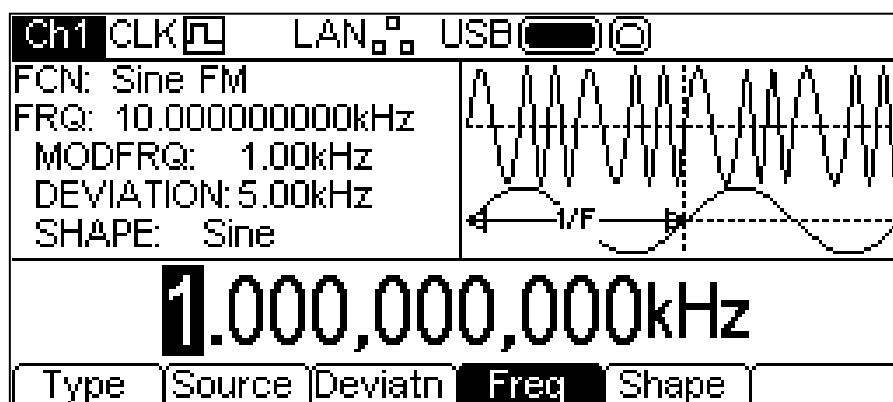 Ch1 CLK LAN USB
FCN: Sine FM
FRQ: 10.000000000kHz
MODFRQ: 1.00kHz
DEVIATION: 5.00kHz
SHAPE: Sine
1/F
1.000,000,000kHz
Type Source Deviatn Freq Shape